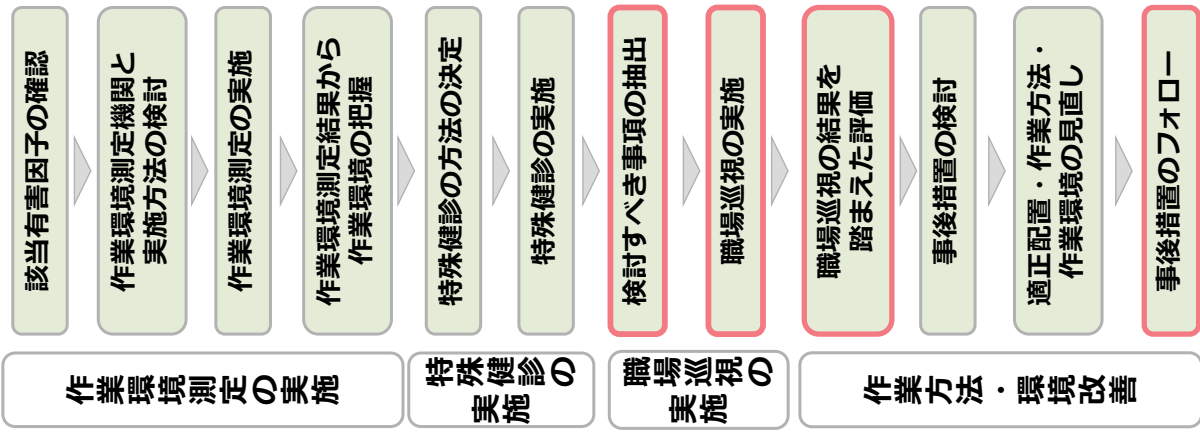 該当有害因子の確認
作業環境測定機関と
実施方法の検討
作業環境測定の実施
作業環境測定結果から
作業環境の把握
特殊健診の方法の決定
特殊健診の実施
検討すべき事項の抽出
職場巡視の実施
職場巡視の結果を
踏まえた評価
事後措置の検討
適正配置・作業方法・
作業環境の見直し
事後措置のフォロー
作業環境測定の実施
特殊健診の
実施
職場巡視の
実施
作業方法・環境
改善